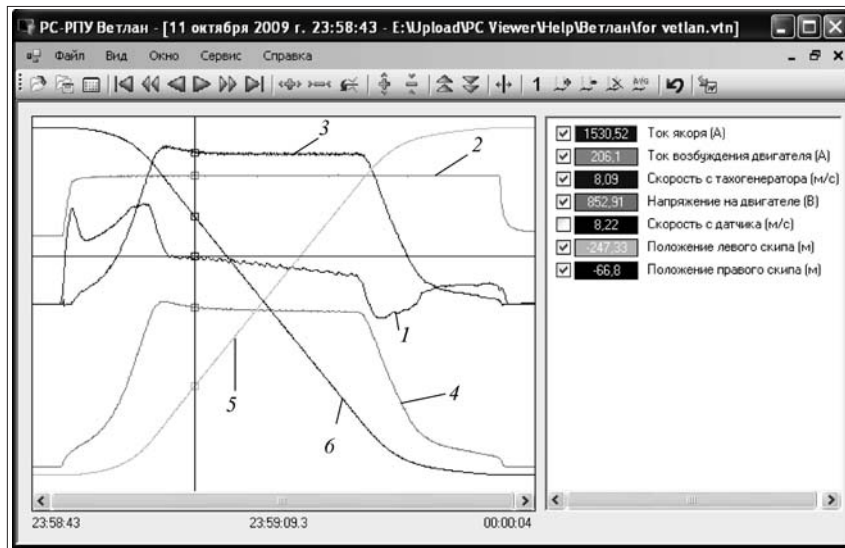 РС-РПУ Ветлан - [11 октября 2009 г. 23:58:43 - E:\Upload\PC Viewer\Help\Ветлан\for vetlan.vtn]
Файл Вид Окно Сервис Справка
1 AVG
3
2
1
4
5
6
1530,52 Ток якоря (А)
206,1 Ток возбуждения двигателя (А)
8,09 Скорость с тахогенератора (м/с)
852,91 Напряжение на двигателе (В)
8,22 Скорость с датчика (м/с)
-247,33 Положение левого скипа (м)
-66,8 Положение правого скипа (м)
23:58:43 23:59:09.3 00:00:04